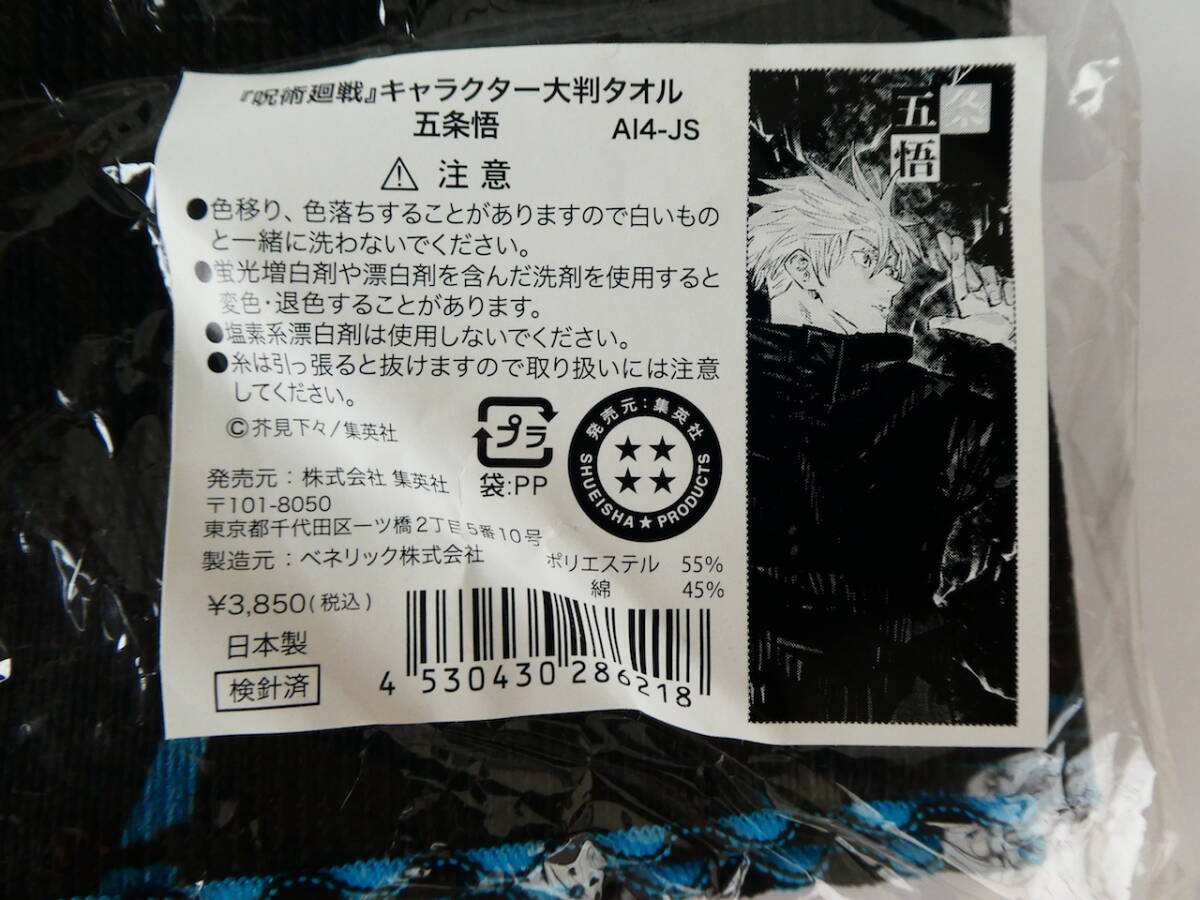 『呪術廻戦』キャラクター大判タオル
五条悟 AI4-JS
⚠ 注意
●色移り、色落ちすることがありますので白いもの
と一緒に洗わないでください。
●蛍光増白剤や漂白剤を含んだ洗剤を使用すると
変色・退色することがあります。
●塩素系漂白剤は使用しないでください。
●糸は引っ張ると抜けますので取り扱いには注意
してください。
©芥見下々/集英社
プラ
袋:PP
発売元:集英社
SHUEISHA★PRODUCTS
発売元:株式会社 集英社
〒101-8050
東京都千代田区一ツ橋2丁目5番10号
製造元:ベネリック株式会社
ポリエステル 55%
綿 45%
¥3,850(税込)
日本製
検針済
4 530430 286218
五条
悟